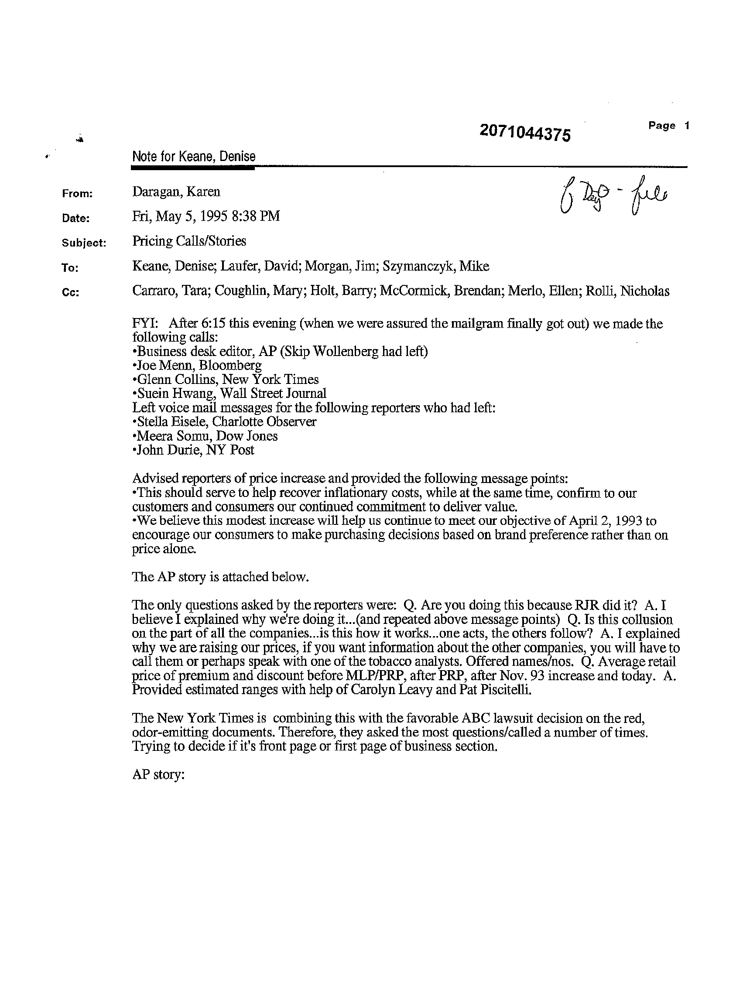 2071044375
Page 1
Note for Keane, Denise
file
From: Daragan, Karen
Date: Fri, May 5, 1995 8:38 PM
Subject: Pricing Calls/Stories
To: Keane, Denise; Laufer, David; Morgan, Jim; Szymanczyk, Mike
Cc: Carraro, Tara; Coughlin, Mary; Holt, Barry; McCormick, Brendan; Merlo, Ellen; Rolli, Nicholas
FYI: After 6:15 this evening (when we were assured the mailgram finally got out) we made the
following calls:
•Business desk editor, AP (Skip Wollenberg had left)
•Joe Menn, Bloomberg
•Glenn Collins, New York Times
•Suein Hwang, Wall Street Journal
Left voice mail messages for the following reporters who had left:
•Stella Eisele, Charlotte Observer
•Meera Somu, Dow Jones
•John Durie, NY Post
Advised reporters of price increase and provided the following message points:
•This should serve to help recover inflationary costs, while at the same time, confirm to our
customers and consumers our continued commitment to deliver value.
•We believe this modest increase will help us continue to meet our objective of April 2, 1993 to
encourage our consumers to make purchasing decisions based on brand preference rather than on
price alone.
The AP story is attached below.
The only questions asked by the reporters were: Q. Are you doing this because RJR did it? A. I
believe I explained why we're doing it...(and repeated above message points) Q. Is this collusion
on the part of all the companies...is this how it works...one acts, the others follow? A. I explained
why we are raising our prices, if you want information about the other companies, you will have to
call them or perhaps speak with one of the tobacco analysts. Offered names/nos. Q. Average retail
price of premium and discount before MLP/PRP, after PRP, after Nov. 93 increase and today. A.
Provided estimated ranges with help of Carolyn Leavy and Pat Piscitelli.
The New York Times is combining this with the favorable ABC lawsuit decision on the red,
odor-emitting documents. Therefore, they asked the most questions/called a number of times.
Trying to decide if it's front page or first page of business section.
AP story: